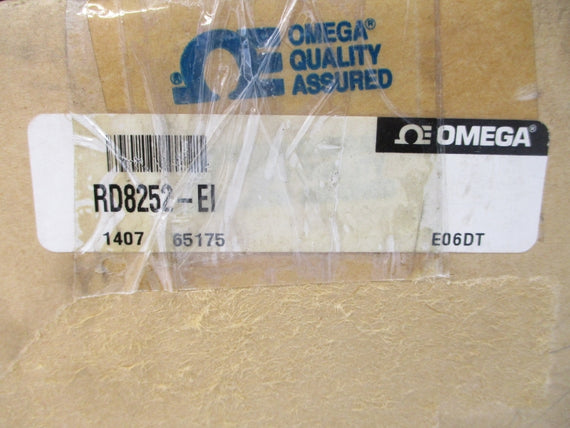 OMEGA®
QUALITY
ASSURED
®
OMEGA®
RD8252-EI
1407 65175 E06DT